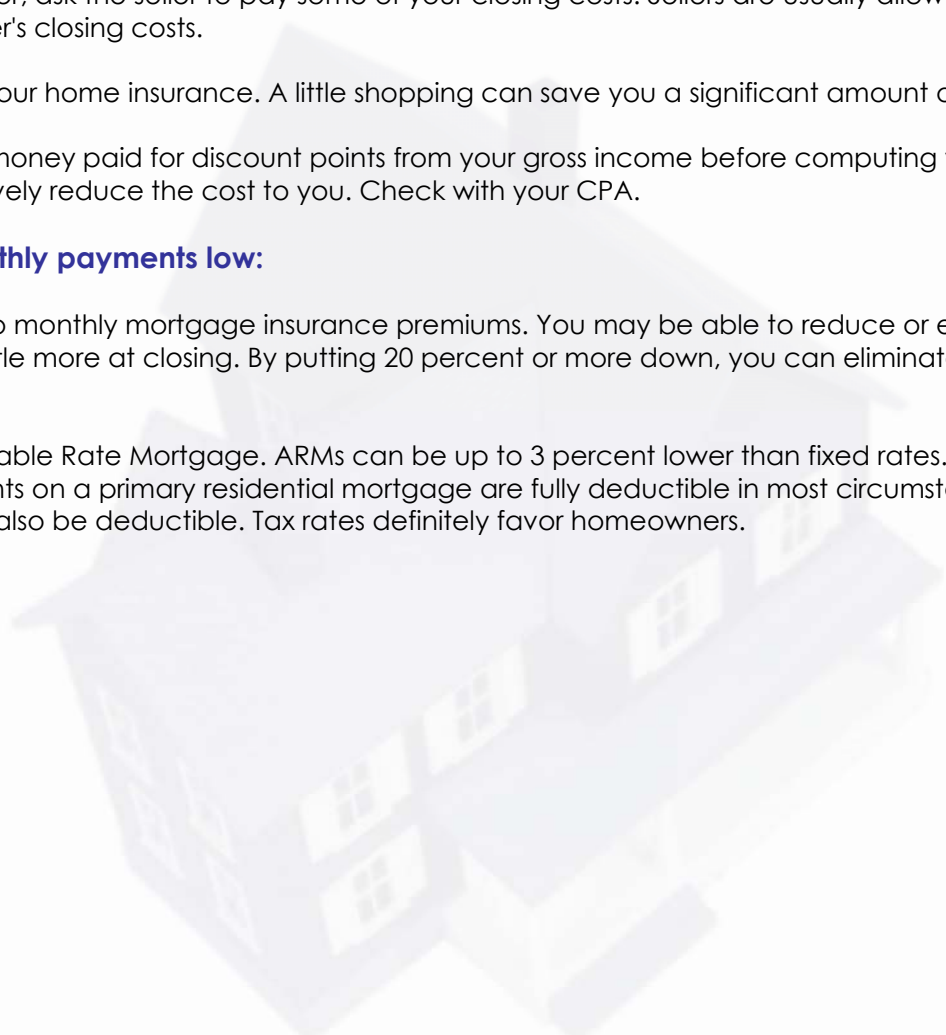 ask the seller to pay some of your closing costs. Sellers are usually allow
er's closing costs.
our home insurance. A little shopping can save you a significant amount
money paid for discount points from your gross income before computing
vely reduce the cost to you. Check with your CPA.
thly payments low:
o monthly mortgage insurance premiums. You may be able to reduce or e
tle more at closing. By putting 20 percent or more down, you can eliminat
able Rate Mortgage. ARMs can be up to 3 percent lower than fixed rates.
nts on a primary residential mortgage are fully deductible in most circumst
also be deductible. Tax rates definitely favor homeowners.